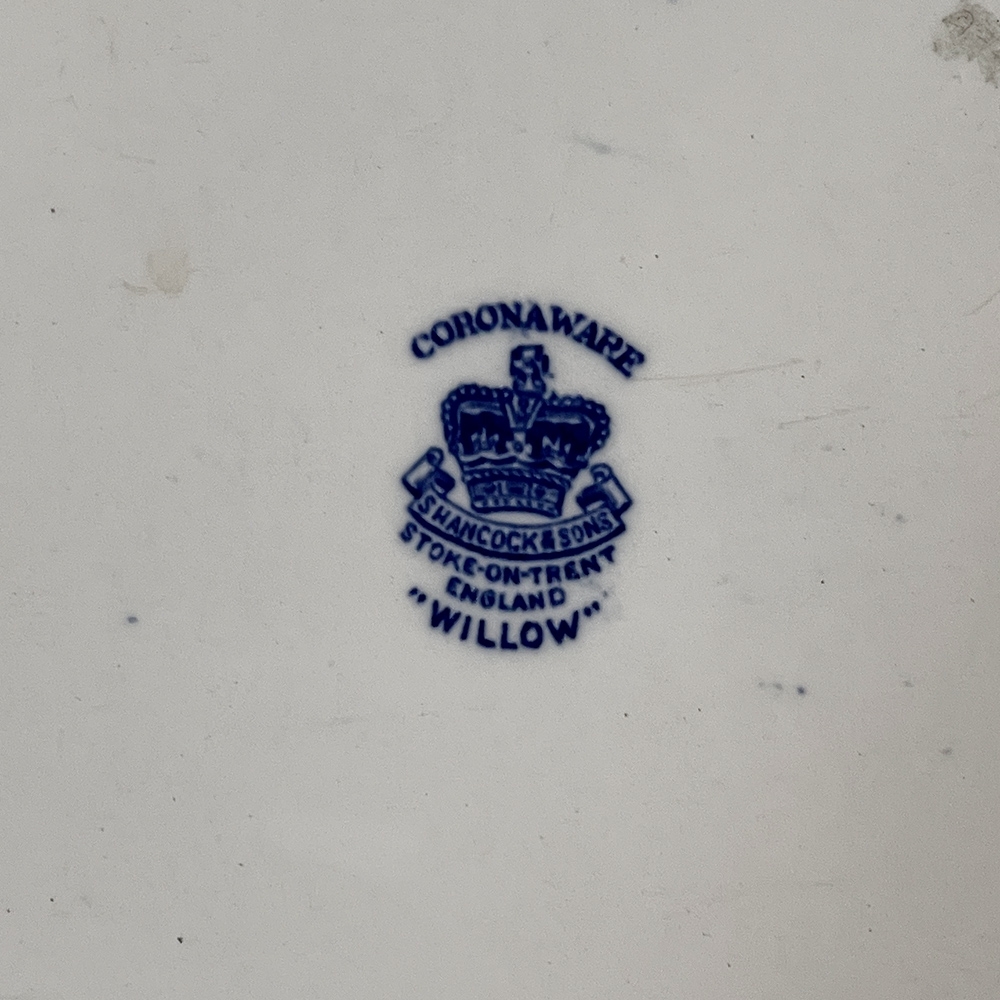 CORONAWARE
S. HANCOCK & SONS
STOKE-ON-TRENT
ENGLAND
"WILLOW"